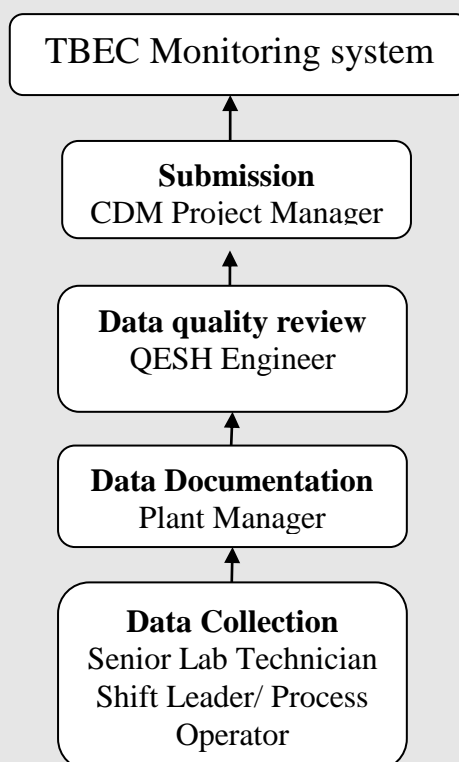 TBEC Monitoring system
Submission
CDM Project Manager
Data quality review
QESH Engineer
Data Documentation
Plant Manager
Data Collection
Senior Lab Technician
Shift Leader/ Process
Operator